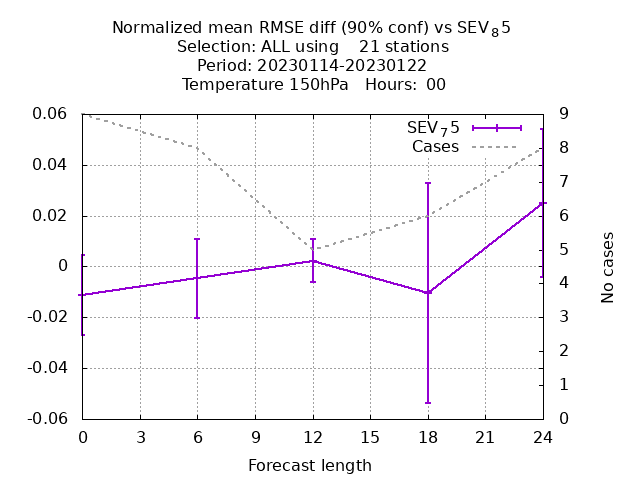 Normalized mean RMSE diff (90% conf) vs SEV₈5
Selection: ALL using    21 stations
Period: 20230114-20230122
Temperature 150hPa   Hours:  00
SEV₇5
Cases
0.06
0.04
0.02
0
-0.02
-0.04
-0.06
9
8
7
6
5
4
3
2
1
0
No cases
0 3 6 9 12 15 18 21 24
Forecast length